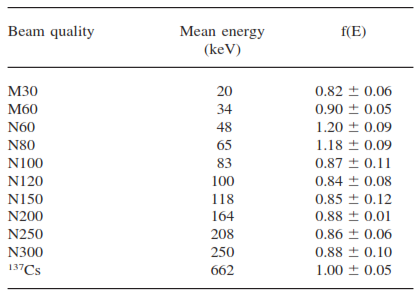 Beam quality Mean energy f(E)
(keV)
M30 20 0.82 ± 0.06
M60 34 0.90 ± 0.05
N60 48 1.20 ± 0.09
N80 65 1.18 ± 0.09
N100 83 0.87 ± 0.11
N120 100 0.84 ± 0.08
N150 118 0.85 ± 0.12
N200 164 0.88 ± 0.01
N250 208 0.86 ± 0.06
N300 250 0.88 ± 0.10
¹³⁷Cs 662 1.00 ± 0.05